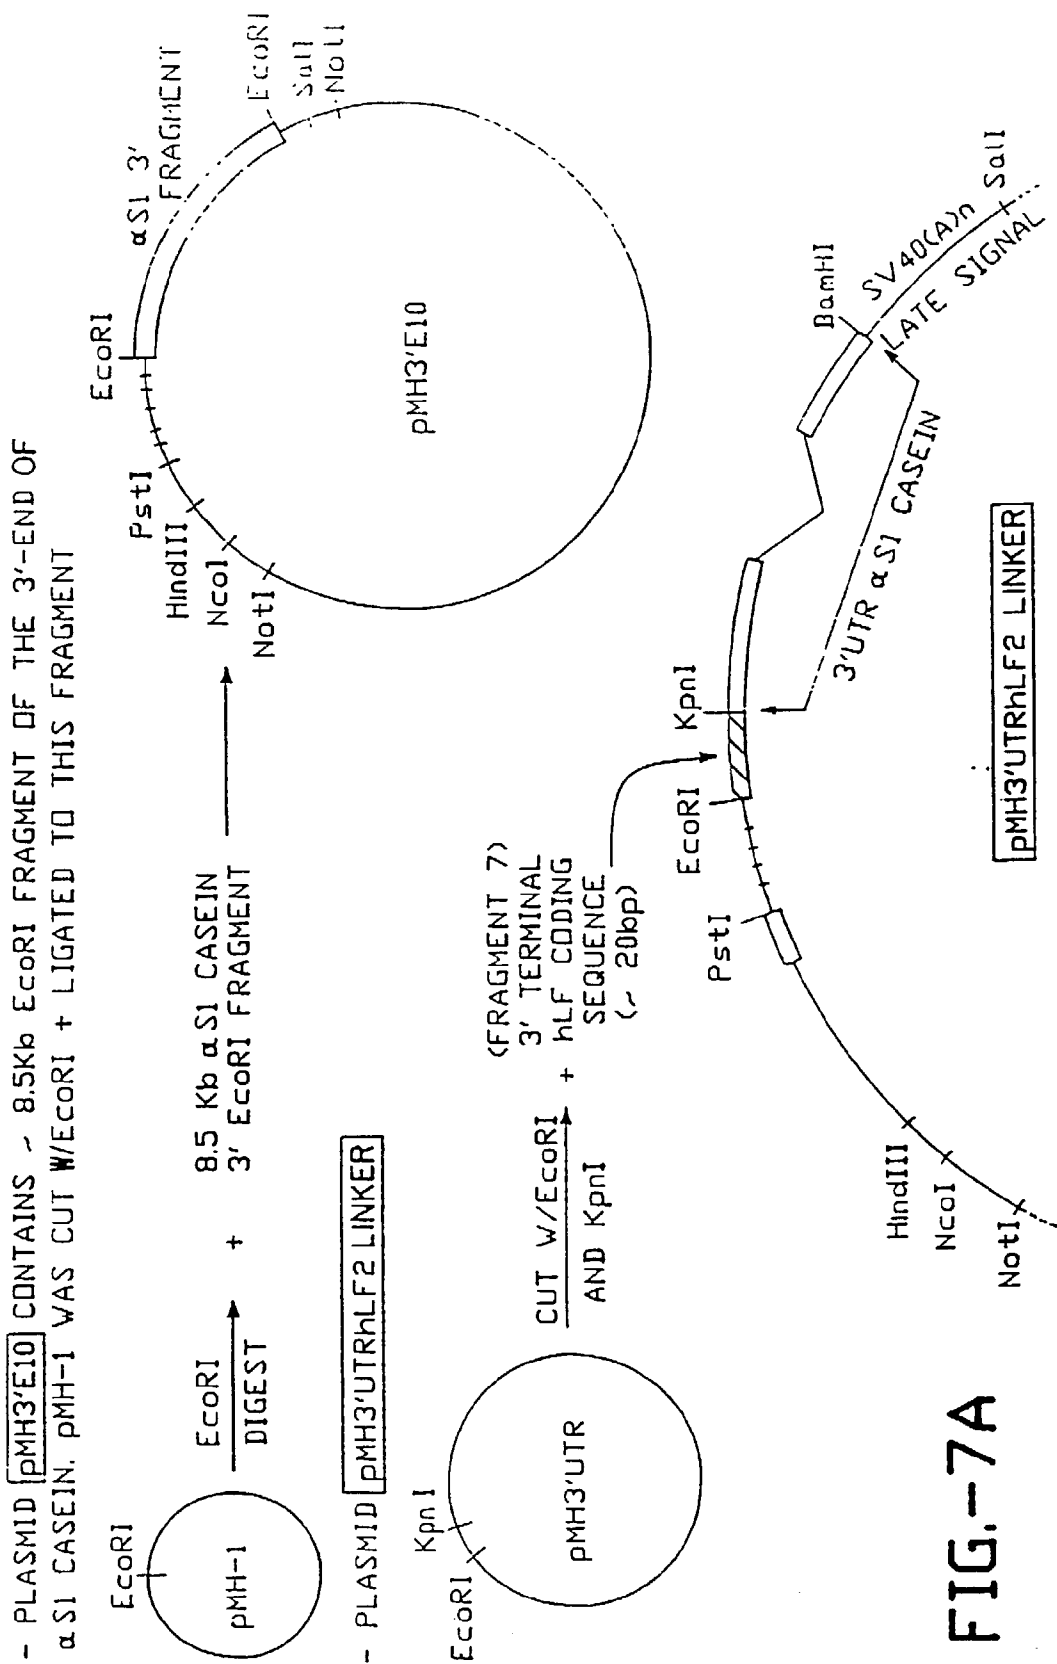 - PLASMID pMH3'E10 CONTAINS ~ 8.5Kb EcoRI FRAGMENT OF THE 3'-END OF
αS1 CASEIN. pMH-1 WAS CUT W/EcoRI + LIGATED TO THIS FRAGMENT
EcoRI
pMH-1
EcoRI
DIGEST
+
8.5 Kb αS1 CASEIN
3' EcoRI FRAGMENT
NotI
NcoI
HindIII
PstI
EcoRI
αS1 3'
FRAGMENT
EcoRI
SalI
NotI
pMH3'E10
- PLASMID pMH3'UTRhLF2 LINKER
EcoRI
KpnI
pMH3'UTR
CUT W/EcoRI
AND KpnI
+
(FRAGMENT 7)
3' TERMINAL
hLF CODING
SEQUENCE
(~ 20bp)
NotI
NcoI
HindIII
PstI
EcoRI
KpnI
3'UTR αS1 CASEIN
BamHI
SV40(A)n
LATE SIGNAL
SalI
pMH3'UTRhLF2 LINKER
FIG.-7A